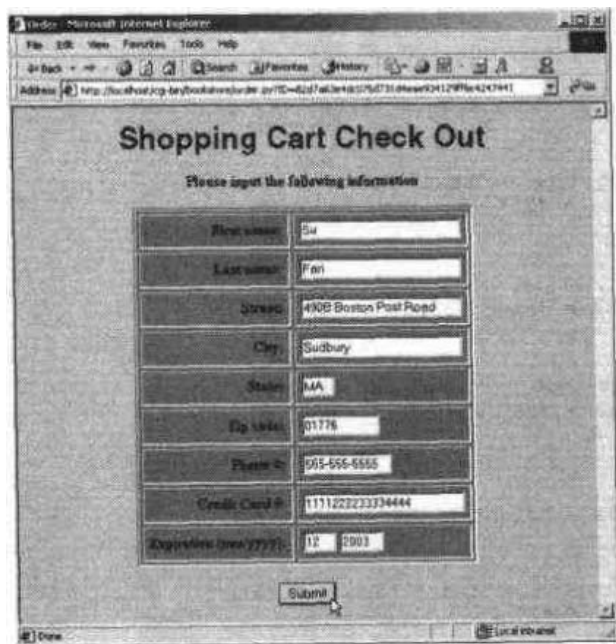 Order - Microsoft Internet Explorer
File Edit View Favorites Tools Help
Back Search Favorites History
Address
Go
Shopping Cart Check Out
Please input the following information
First name: Su
Last name: Fari
Street: 490B Boston Post Road
City: Sudbury
State: MA
Zip code: 01776
Phone #: 555-555-5555
Credit Card #:
Expiration (mm/yyyy): 12 2003
Submit
Done Local intranet